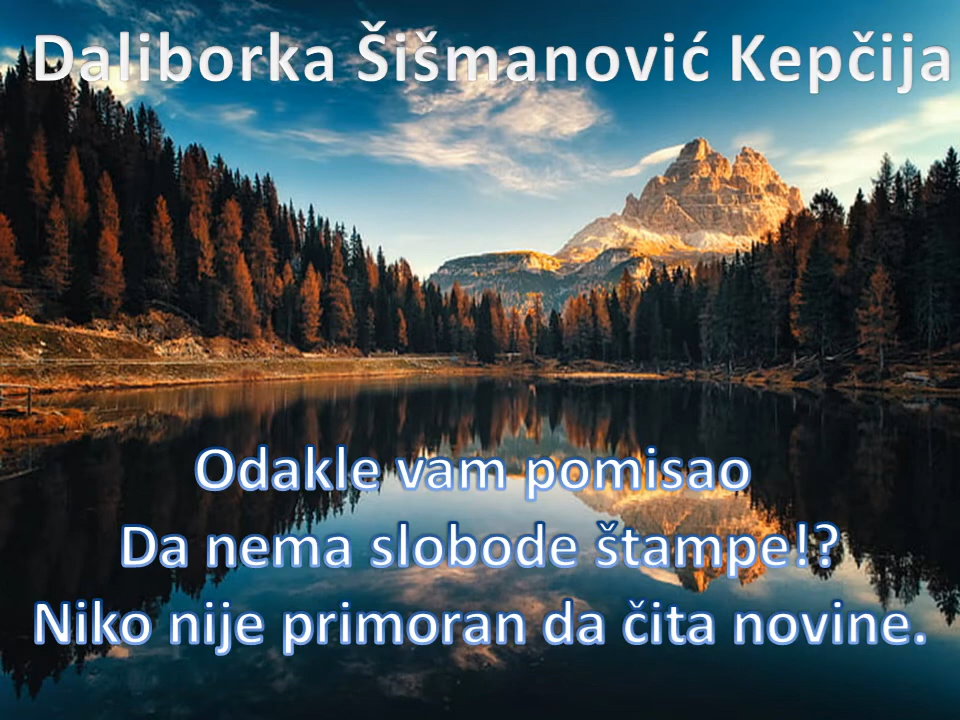 Daliborka Šišmanović Kepčija
Odakle vam pomisao
Da nema slobode štampe!?
Niko nije primoran da čita novine.